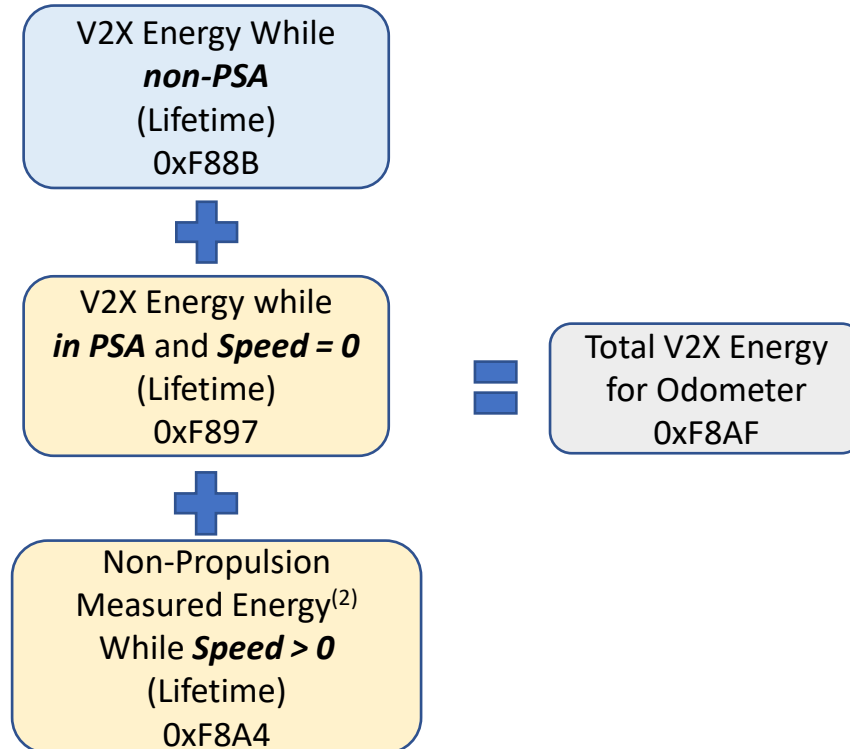 V2X Energy While
non-PSA
(Lifetime)
0xF88B
V2X Energy while
in PSA and Speed = 0
(Lifetime)
0xF897
Total V2X Energy
for Odometer
0xF8AF
Non-Propulsion
Measured Energy(2)
While Speed > 0
(Lifetime)
0xF8A4